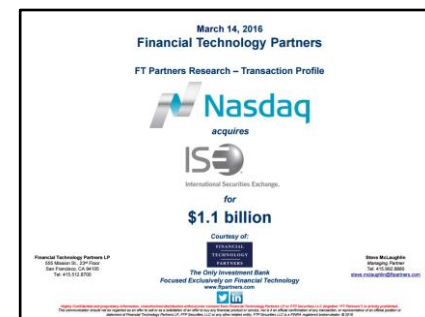 March 14, 2016
Financial Technology Partners
FT Partners Research – Transaction Profile
Nasdaq
acquires
ISE
International Securities Exchange.
for
$1.1 billion
Courtesy of:
FINANCIAL
TECHNOLOGY
PARTNERS
The Only Investment Bank
Focused Exclusively on Financial Technology
www.ftpartners.com
Financial Technology Partners LP
555 Mission St., 23rd Floor
San Francisco, CA 94105
Tel: 415.512.8700
Steve McLaughlin
Managing Partner
Tel: 415.992.8880
steve.mclaughlin@ftpartners.com